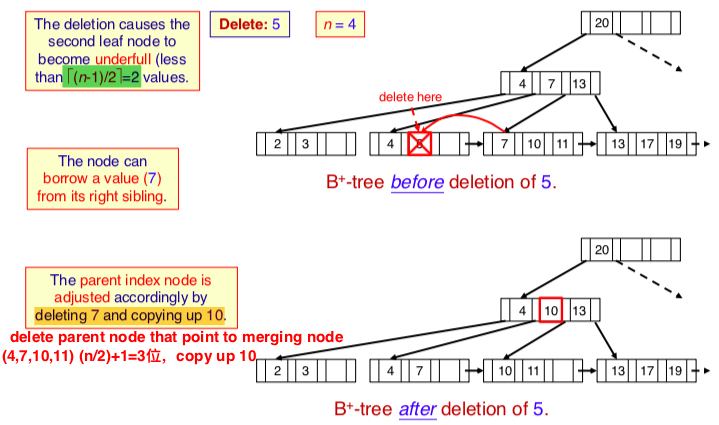 The deletion causes the
second leaf node to
become underfull (less
than ⌈(n-1)/2⌉=2 values.
Delete: 5
n = 4
20
4 7 13
delete here
2 3
4 5
7 10 11
13 17 19
B+-tree before deletion of 5.
The node can
borrow a value (7)
from its right sibling.
20
The parent index node is
adjusted accordingly by
deleting 7 and copying up 10.
4 10 13
delete parent node that point to merging node
(4,7,10,11) (n/2)+1=3位，copy up 10
2 3
4 7
10 11
13 17 19
B+-tree after deletion of 5.